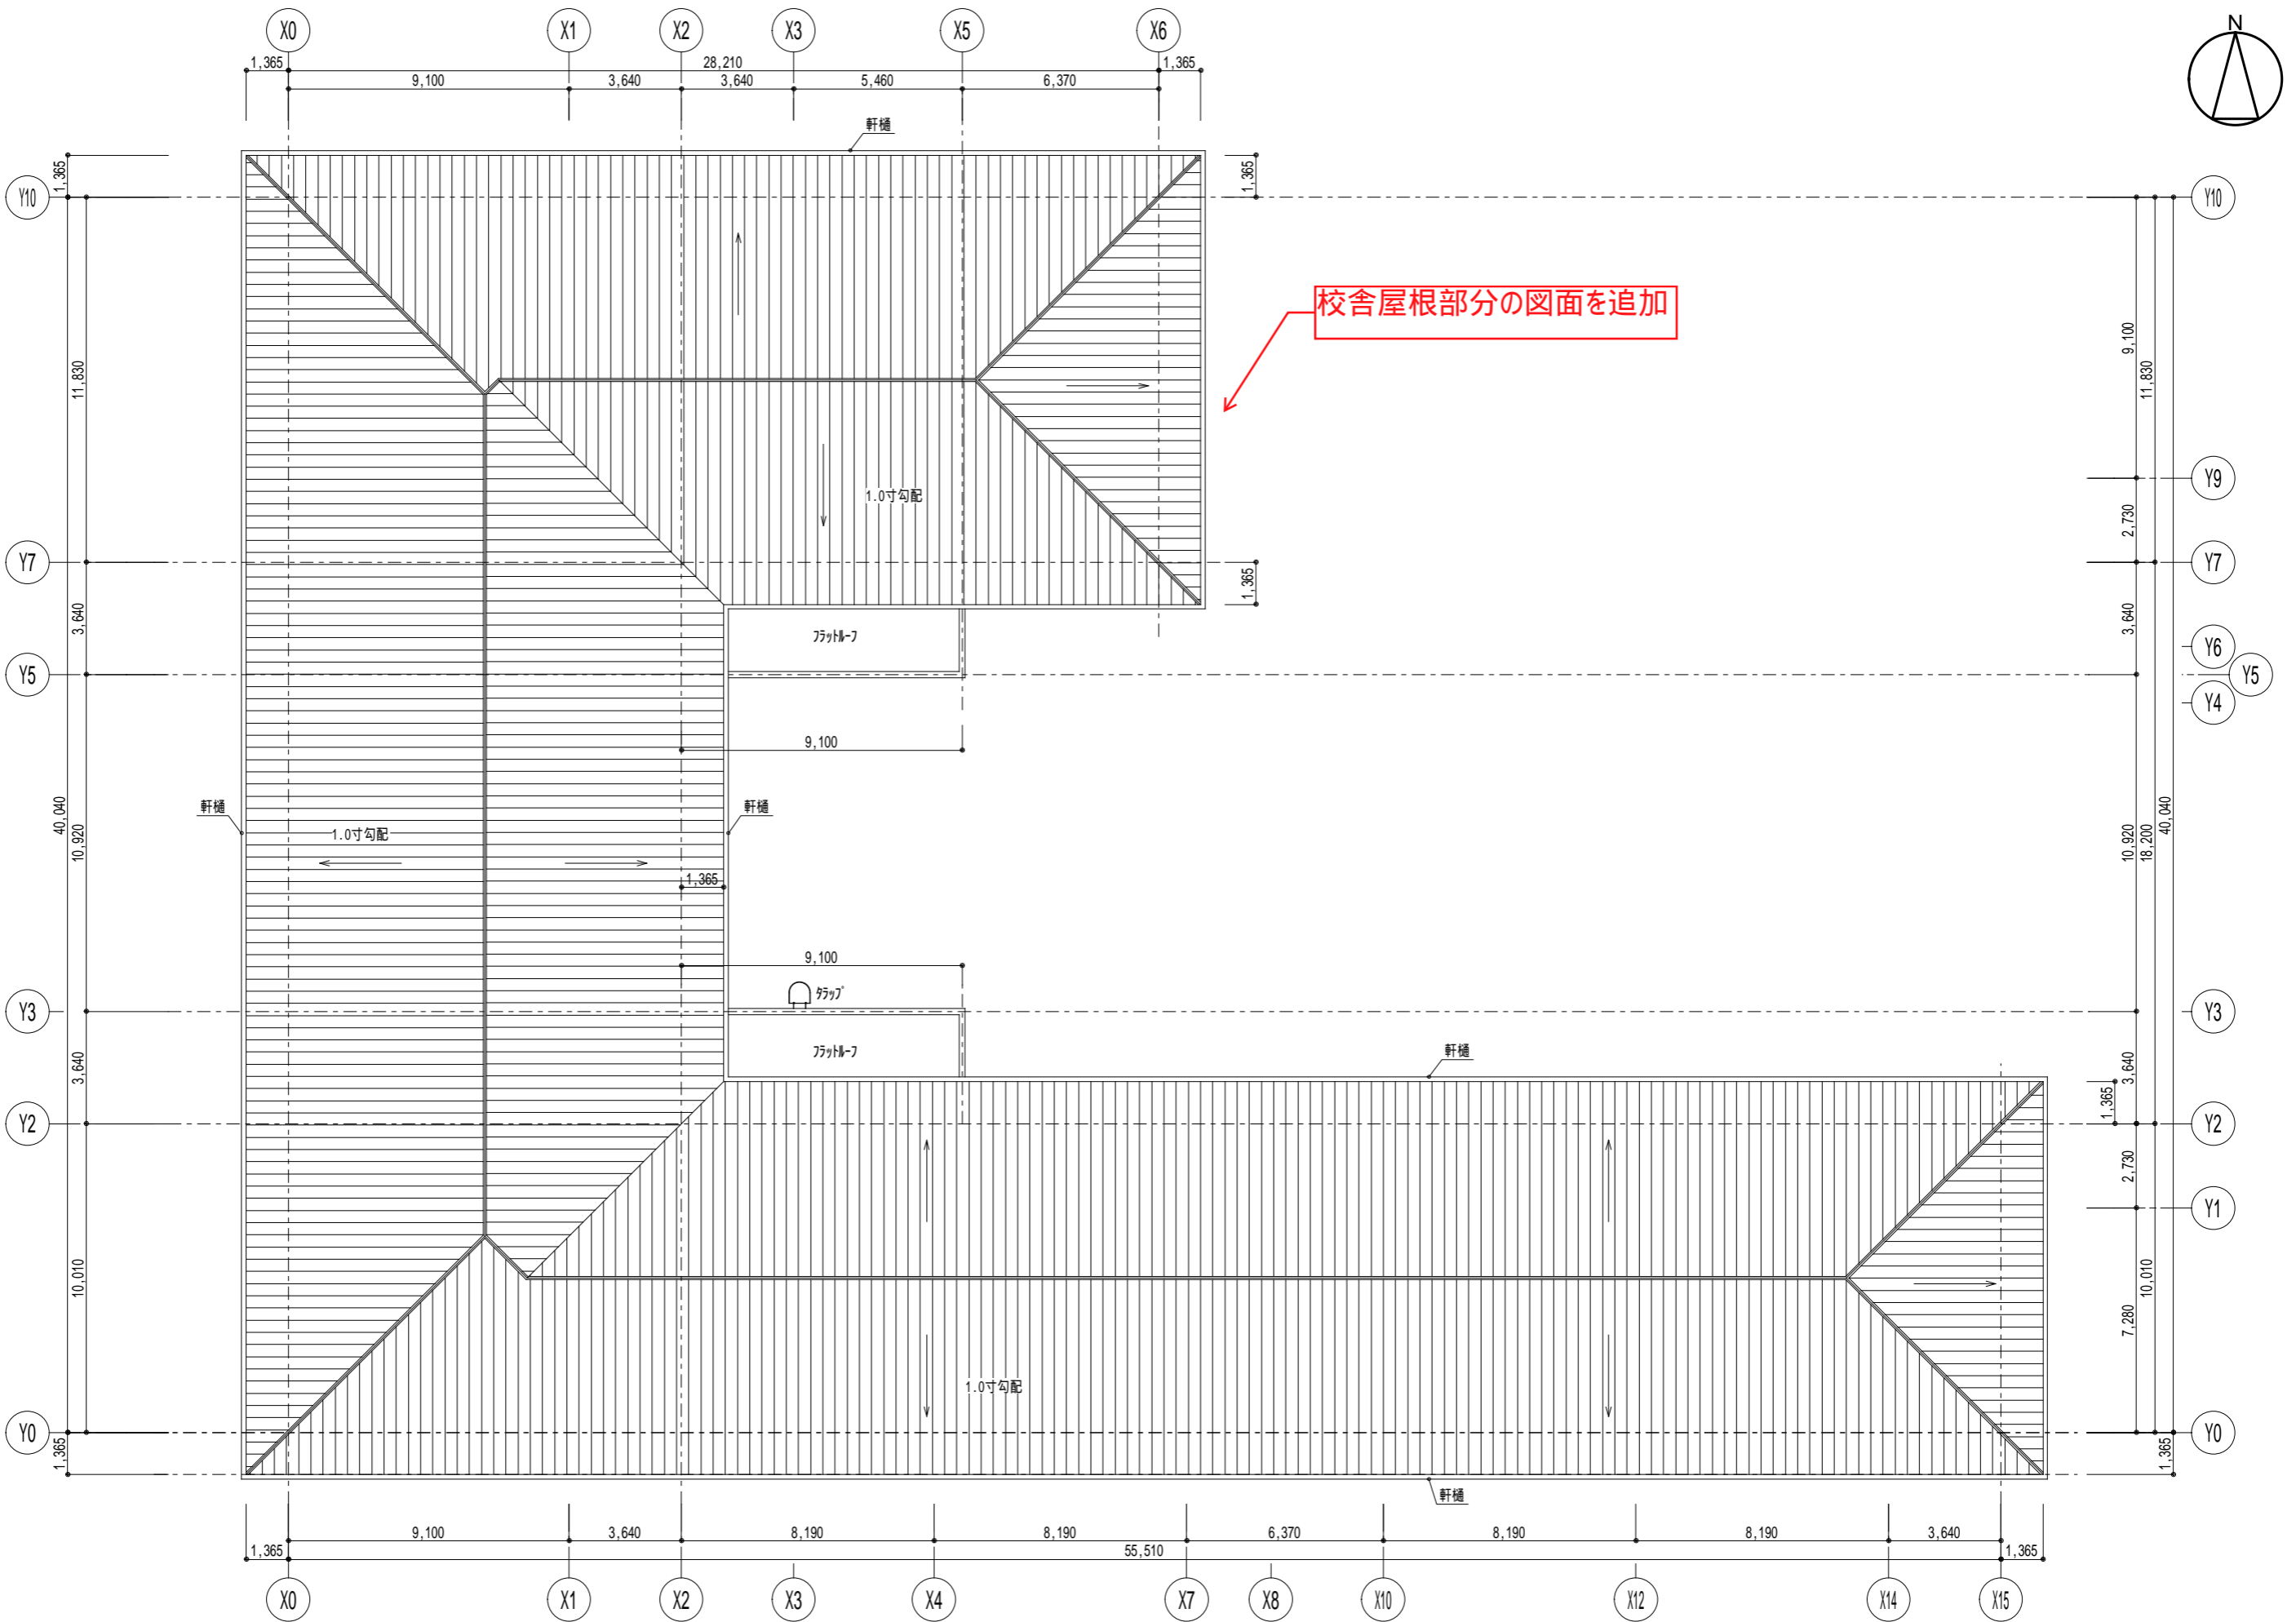 X0
X1
X2
X3
X5
X6
N
1,365
28,210
1,365
9,100
3,640
3,640
5,460
6,370
軒樋
1,365
1,365
Y10
Y10
校舎屋根部分の図面を追加
9,100
11,830
11,830
Y9
1.0寸勾配
2,730
Y7
Y7
1,365
3,640
フラットルーフ
3,640
Y6
Y5
Y5
Y4
9,100
軒樋
軒樋
40,040
10,920
1.0寸勾配
10,920
18,200
40,040
1,365
9,100
タラップ
Y3
Y3
フラットルーフ
軒樋
3,640
3,640
1,365
Y2
Y2
2,730
Y1
10,010
10,010
7,280
1.0寸勾配
Y0
Y0
1,365
1,365
軒樋
9,100
3,640
8,190
8,190
6,370
8,190
8,190
3,640
1,365
55,510
1,365
X0
X1
X2
X3
X4
X7
X8
X10
X12
X14
X15